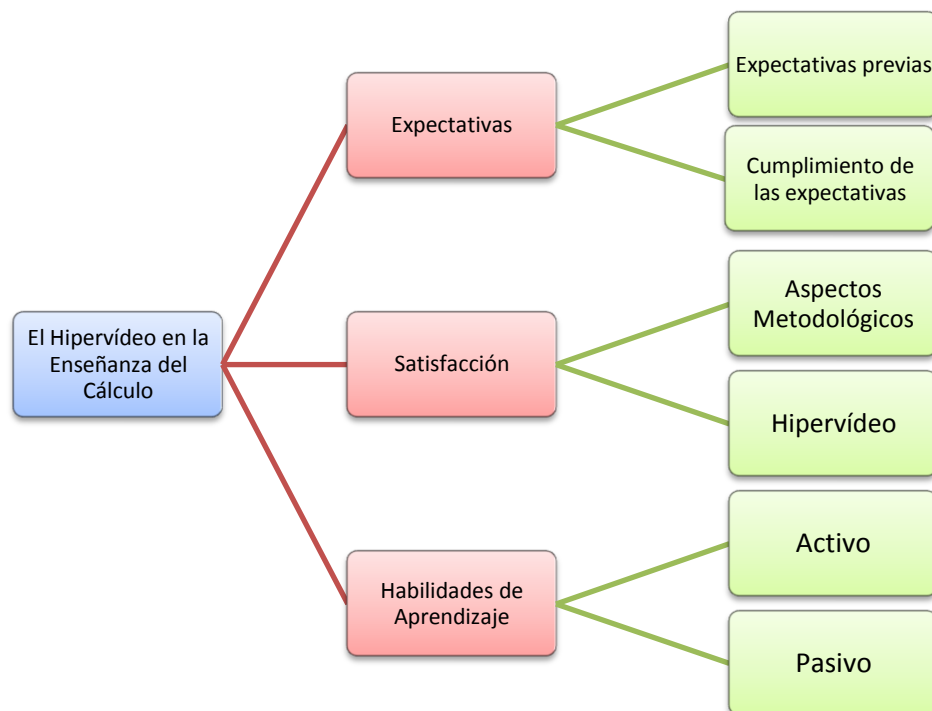 El Hipervídeo en la
Enseñanza del
Cálculo
Expectativas
Expectativas previas
Cumplimiento de
las expectativas
Satisfacción
Aspectos
Metodológicos
Hipervídeo
Habilidades de
Aprendizaje
Activo
Pasivo